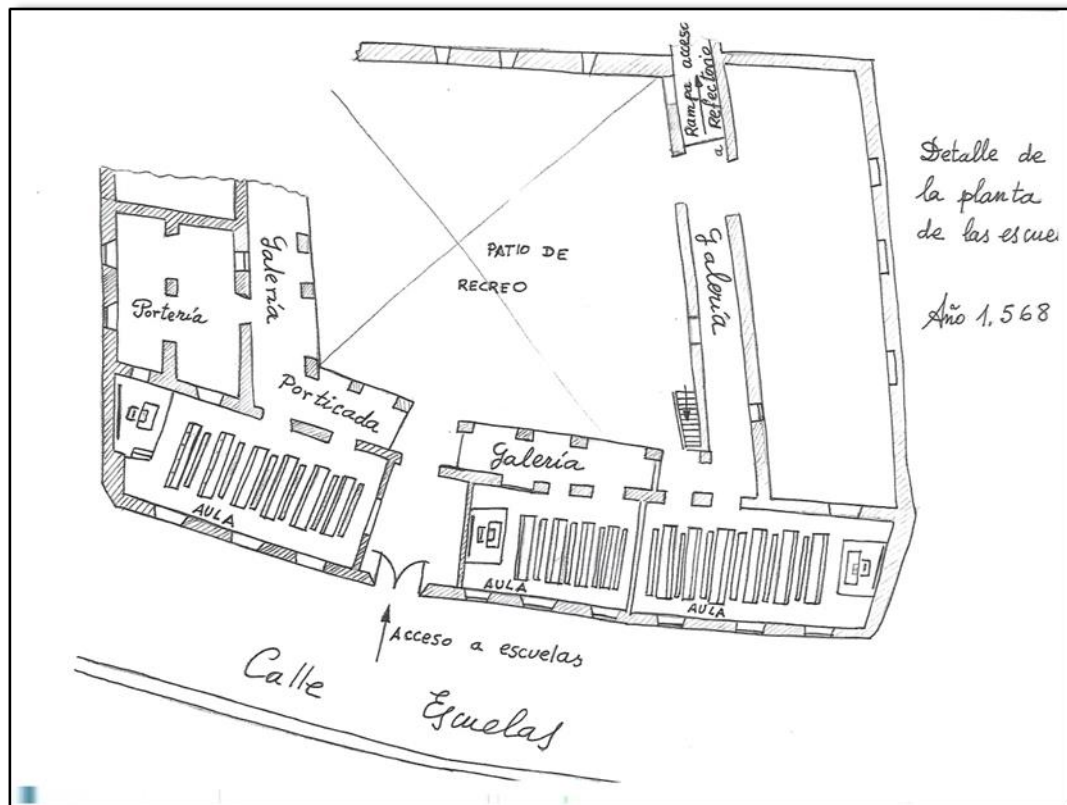 Rampa acceso
a Refectorio
Detalle de
la planta
de las escue
Año 1.568
Galería
PATIO DE
RECREO
Galería
Portería
Porticada
Galería
AULA
AULA
AULA
Acceso a escuelas
Calle Escuelas